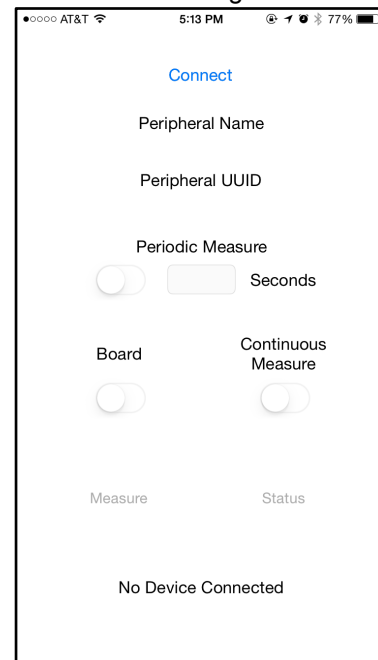 AT&T 5:13 PM 77%
Connect
Peripheral Name
Peripheral UUID
Periodic Measure
Seconds
Board Continuous
Measure
Measure Status
No Device Connected